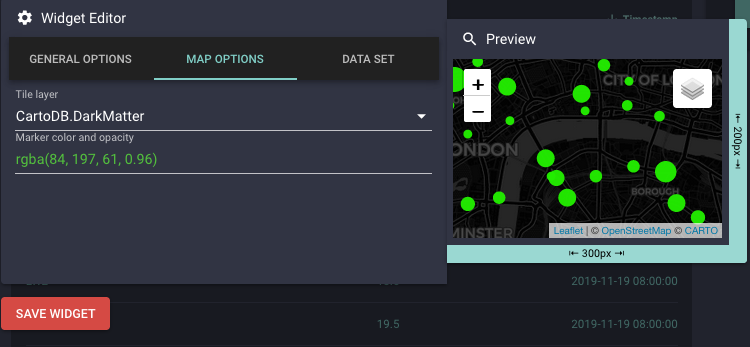 Widget Editor
GENERAL OPTIONS
MAP OPTIONS
DATA SET
Tile layer
CartoDB.DarkMatter
Marker color and opacity
rgba(84, 197, 61, 0.96)
Timestamp
Preview
+
−
CITY OF LON
ONDON
MINSTER
BOROUGH
Leaflet | © OpenStreetMap © CARTO
200px
300px
2019-11-19 08:00:00
SAVE WIDGET
19.5
2019-11-19 08:00:00